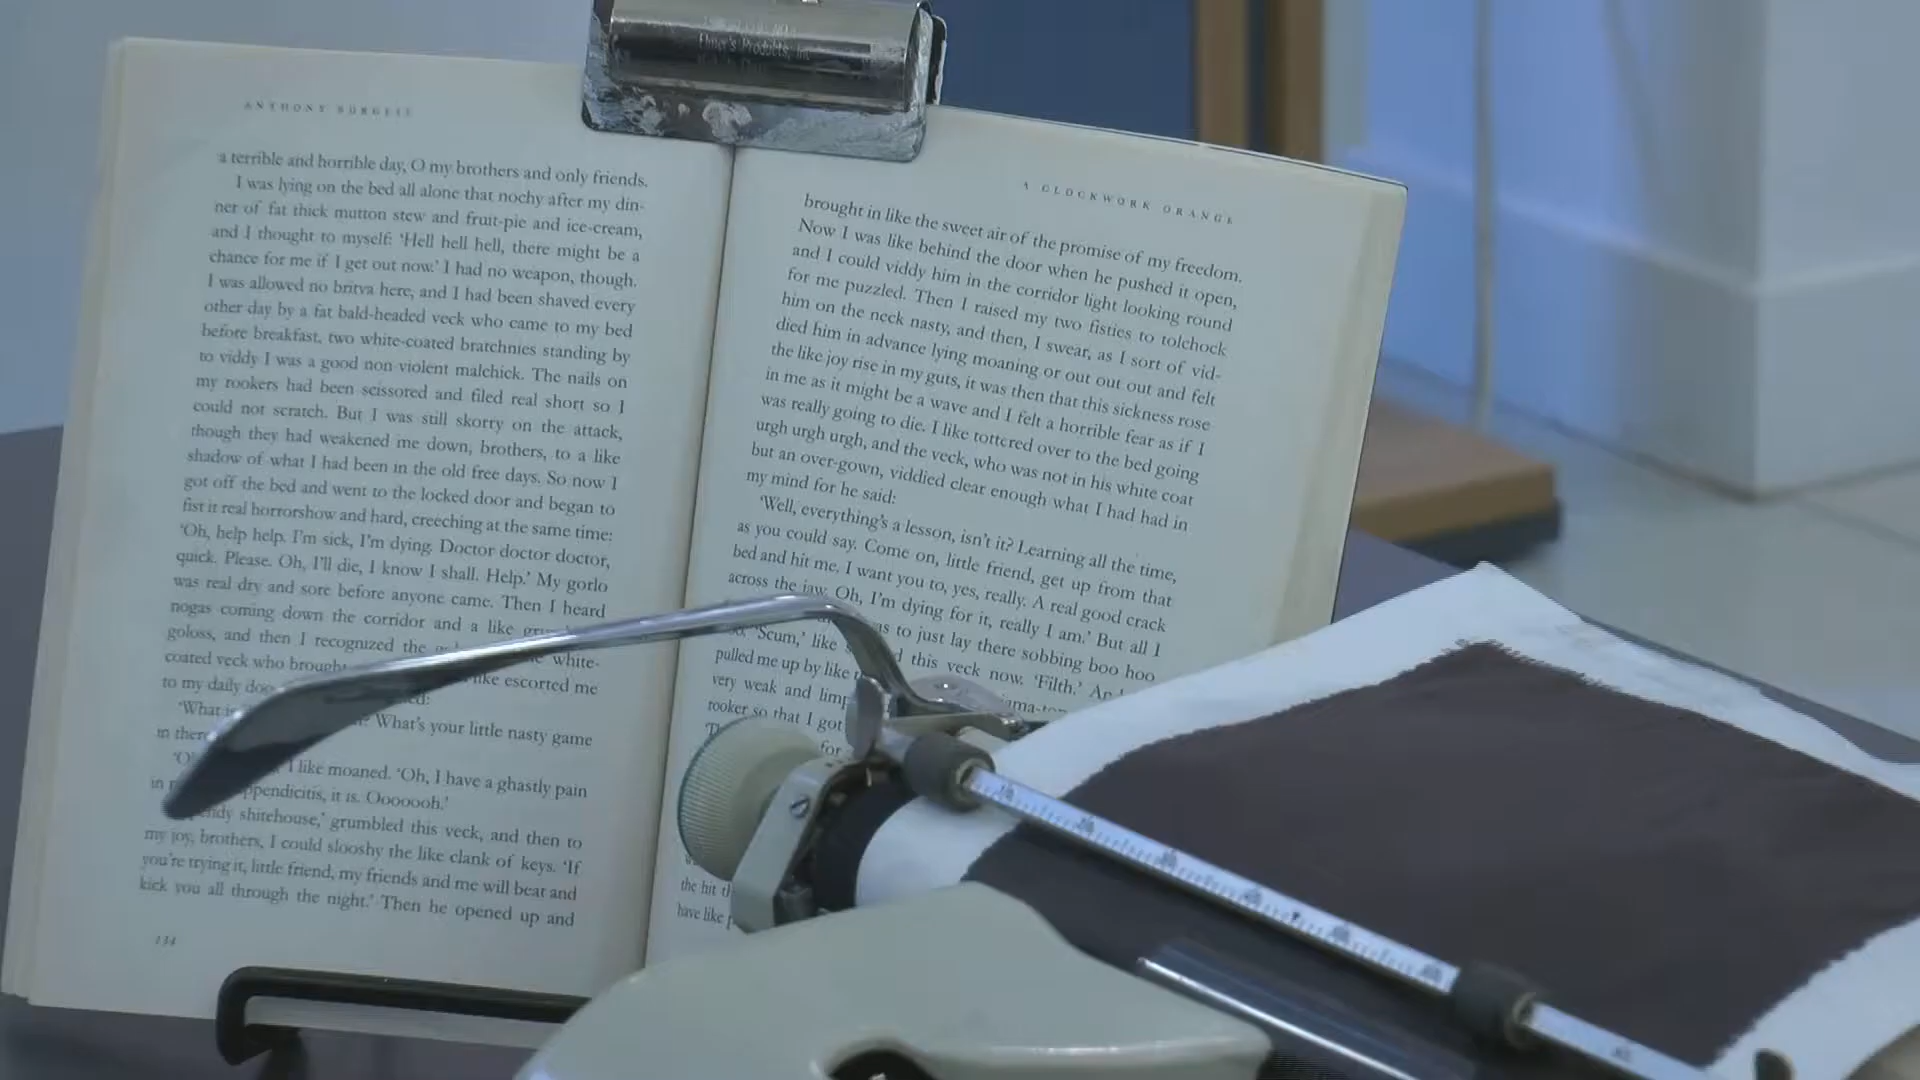 Elmer's Products, Inc
ANTHONY BURGESS
a terrible and horrible day, O my brothers and only friends.
I was lying on the bed all alone that nochy after my din-
ner of fat thick mutton stew and fruit-pie and ice-cream,
and I thought to myself: ‘Hell hell hell, there might be a
chance for me if I get out now.’ I had no weapon, though.
I was allowed no britva here, and I had been shaved every
other day by a fat bald-headed veck who came to my bed
before breakfast, two white-coated bratchnies standing by
to viddy I was a good non-violent malchick. The nails on
my rookers had been scissored and filed real short so I
could not scratch. But I was still skorry on the attack,
though they had weakened me down, brothers, to a like
shadow of what I had been in the old free days. So now I
got off the bed and went to the locked door and began to
fist it real horrorshow and hard, creeching at the same time:
‘Oh, help help. I’m sick, I’m dying. Doctor doctor doctor,
quick. Please. Oh, I’ll die, I know I shall. Help.’ My gorlo
was real dry and sore before anyone came. Then I heard
nogas coming down the corridor and a like
goloss, and then I recognized the white-
coated veck who brought like escorted me
to my daily
‘What What’s your little nasty game
in there
I like moaned. ‘Oh, I have a ghastly pain
in appendicitis, it is. Ooooooh.’
shitehouse,’ grumbled this veck, and then to
my joy, brothers, I could slooshy the like clank of keys. ‘If
you’re trying it, little friend, my friends and me will beat and
kick you all through the night.’ Then he opened up and
134
A CLOCKWORK ORANGE
brought in like the sweet air of the promise of my freedom.
Now I was like behind the door when he pushed it open,
and I could viddy him in the corridor light looking round
for me puzzled. Then I raised my two fisties to tolchock
him on the neck nasty, and then, I swear, as I sort of vid-
died him in advance lying moaning or out out out and felt
the like joy rise in my guts, it was then that this sickness rose
in me as it might be a wave and I felt a horrible fear as if I
was really going to die. I like tottered over to the bed going
urgh urgh urgh, and the veck, who was not in his white coat
but an over-gown, viddied clear enough what I had had in
my mind for he said:
‘Well, everything’s a lesson, isn’t it? Learning all the time,
as you could say. Come on, little friend, get up from that
bed and hit me. I want you to, yes, really. A real good crack
across the jaw. Oh, I’m dying for it, really I am.’ But all I
as to just lay there sobbing boo hoo
‘Scum,’ like this veck now. ‘Filth.’
pulled me up by like
very weak and limp
rooker so that I got
for
the hit
have like